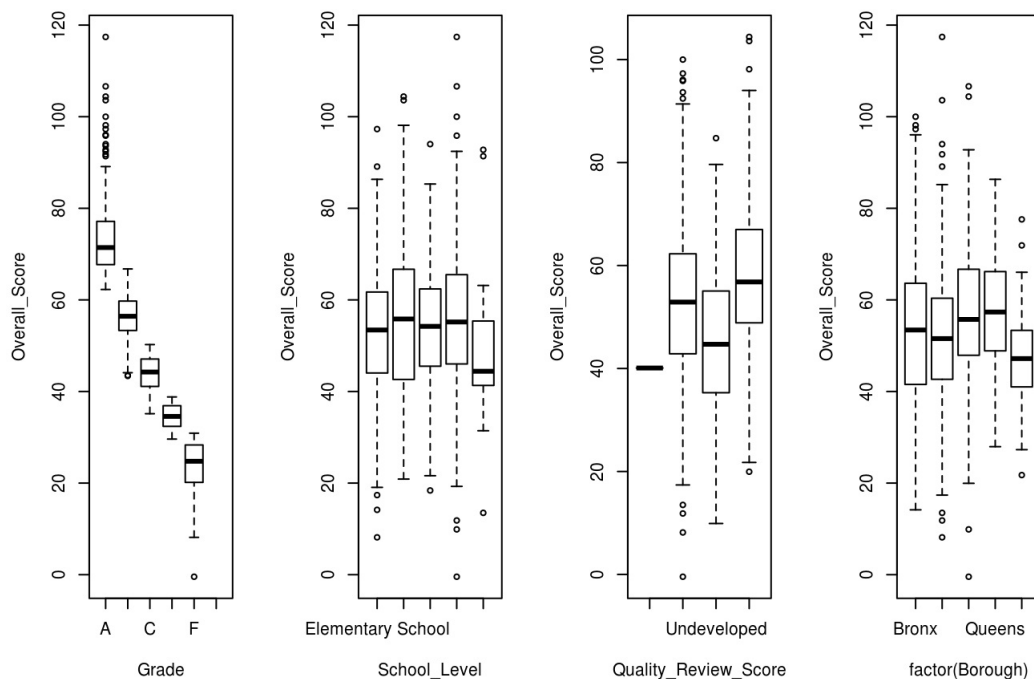 Overall_Score
0 20 40 60 80 100 120
A C F
Grade
Overall_Score
0 20 40 60 80 100 120
Elementary School
School_Level
Overall_Score
0 20 40 60 80 100
Undeveloped
Quality_Review_Score
Overall_Score
0 20 40 60 80 100 120
Bronx Queens
factor(Borough)